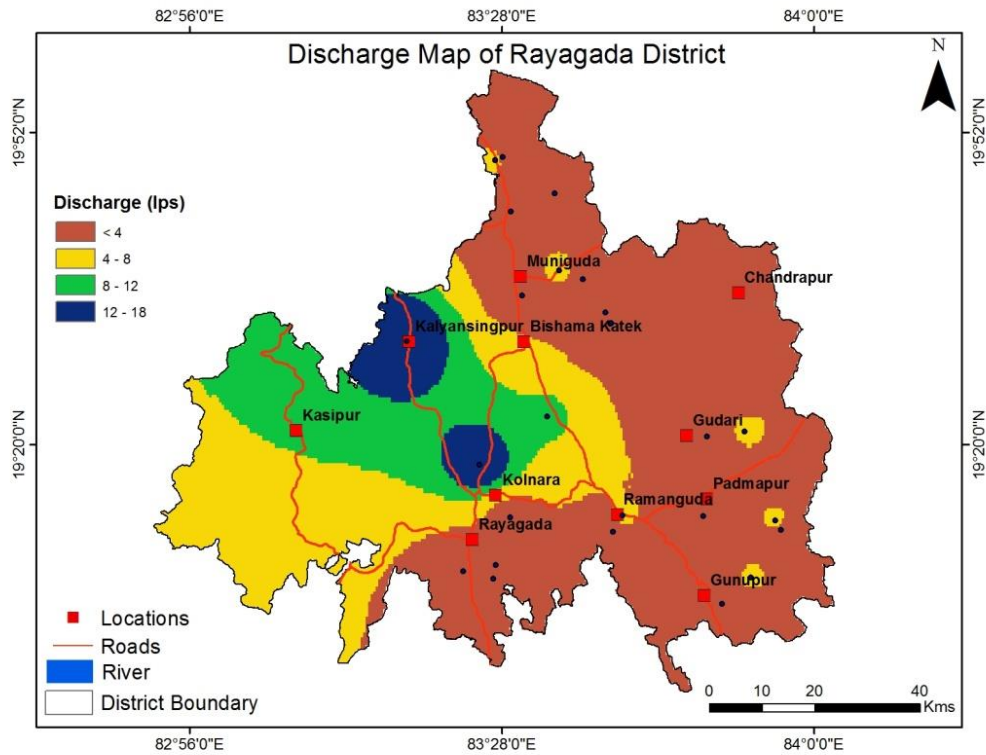 82°56'0"E
83°28'0"E
84°0'0"E
Discharge Map of Rayagada District
N
19°52'0"N
19°52'0"N
Discharge (lps)
< 4
4 - 8
8 - 12
12 - 18
Muniguda
Chandrapur
Kalyansingpur
Bishama Katek
Kasipur
Gudari
19°20'0"N
19°20'0"N
Kolnara
Padmapur
Ramanguda
Rayagada
Gunupur
Locations
Roads
River
District Boundary
0 10 20 40
Kms
82°56'0"E
83°28'0"E
84°0'0"E